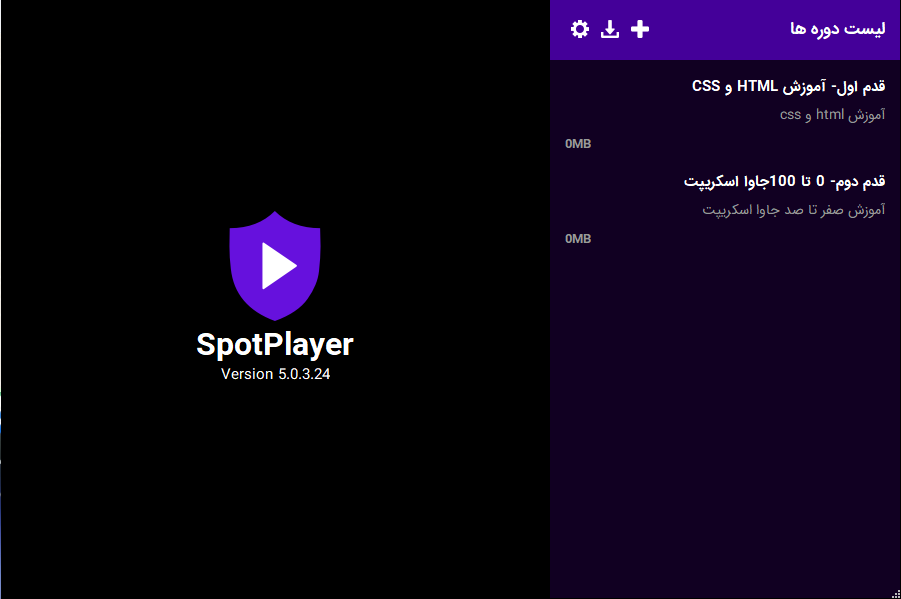 لیست دوره ها
قدم اول- آموزش HTML و CSS
آموزش html و css
0MB
قدم دوم- 0 تا 100جاوا اسکریپت
آموزش صفر تا صد جاوا اسکریپت
0MB
SpotPlayer
Version 5.0.3.24